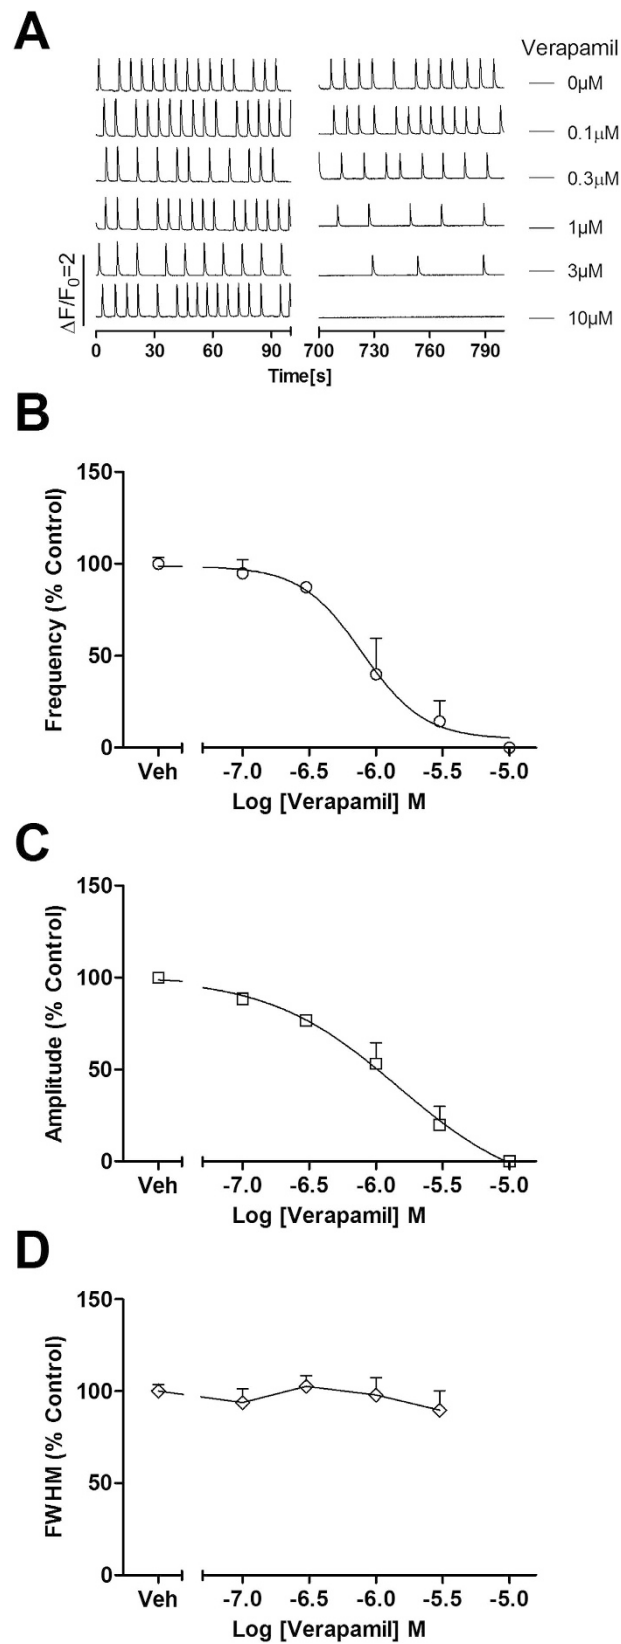 A
Verapamil
0μM
0.1μM
0.3μM
1μM
3μM
10μM
ΔF/F0=2
0 30 60 90 700 730 760 790
Time[s]
B
150
100
50
0
Frequency (% Control)
Veh -7.0 -6.5 -6.0 -5.5 -5.0
Log [Verapamil] M
C
150
100
50
0
Amplitude (% Control)
Veh -7.0 -6.5 -6.0 -5.5 -5.0
Log [Verapamil] M
D
150
100
50
0
FWHM (% Control)
Veh -7.0 -6.5 -6.0 -5.5 -5.0
Log [Verapamil] M